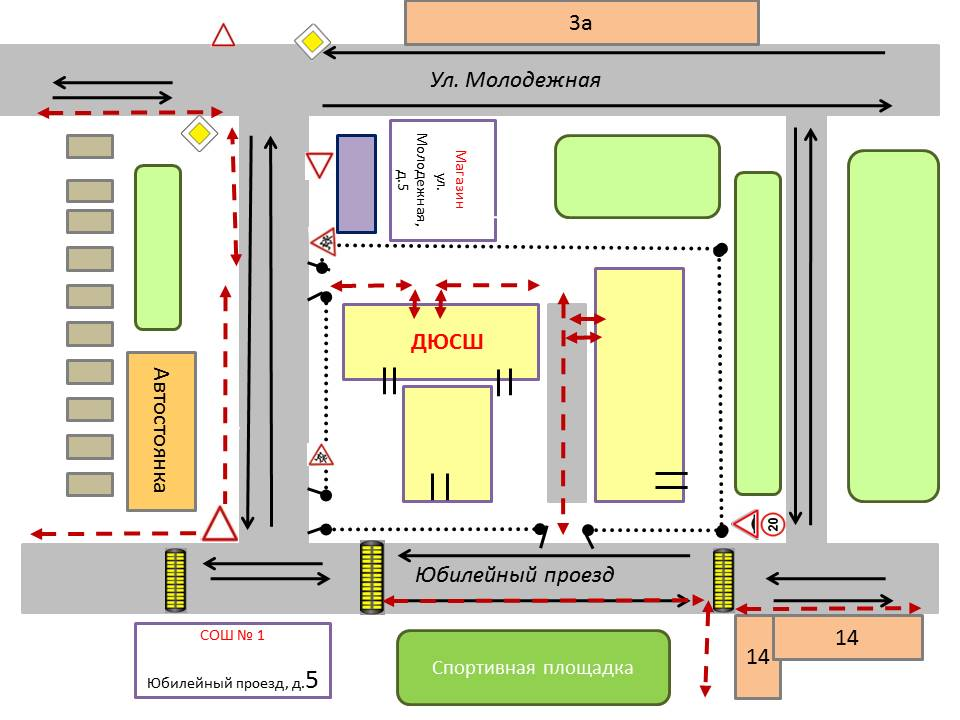 3а
Ул. Молодежная
Магазин
ул.
Молодежная,
д.5
ДЮСШ
Автостоянка
20
Юбилейный проезд
СОШ № 1
Юбилейный проезд, д.5
Спортивная площадка
14
14